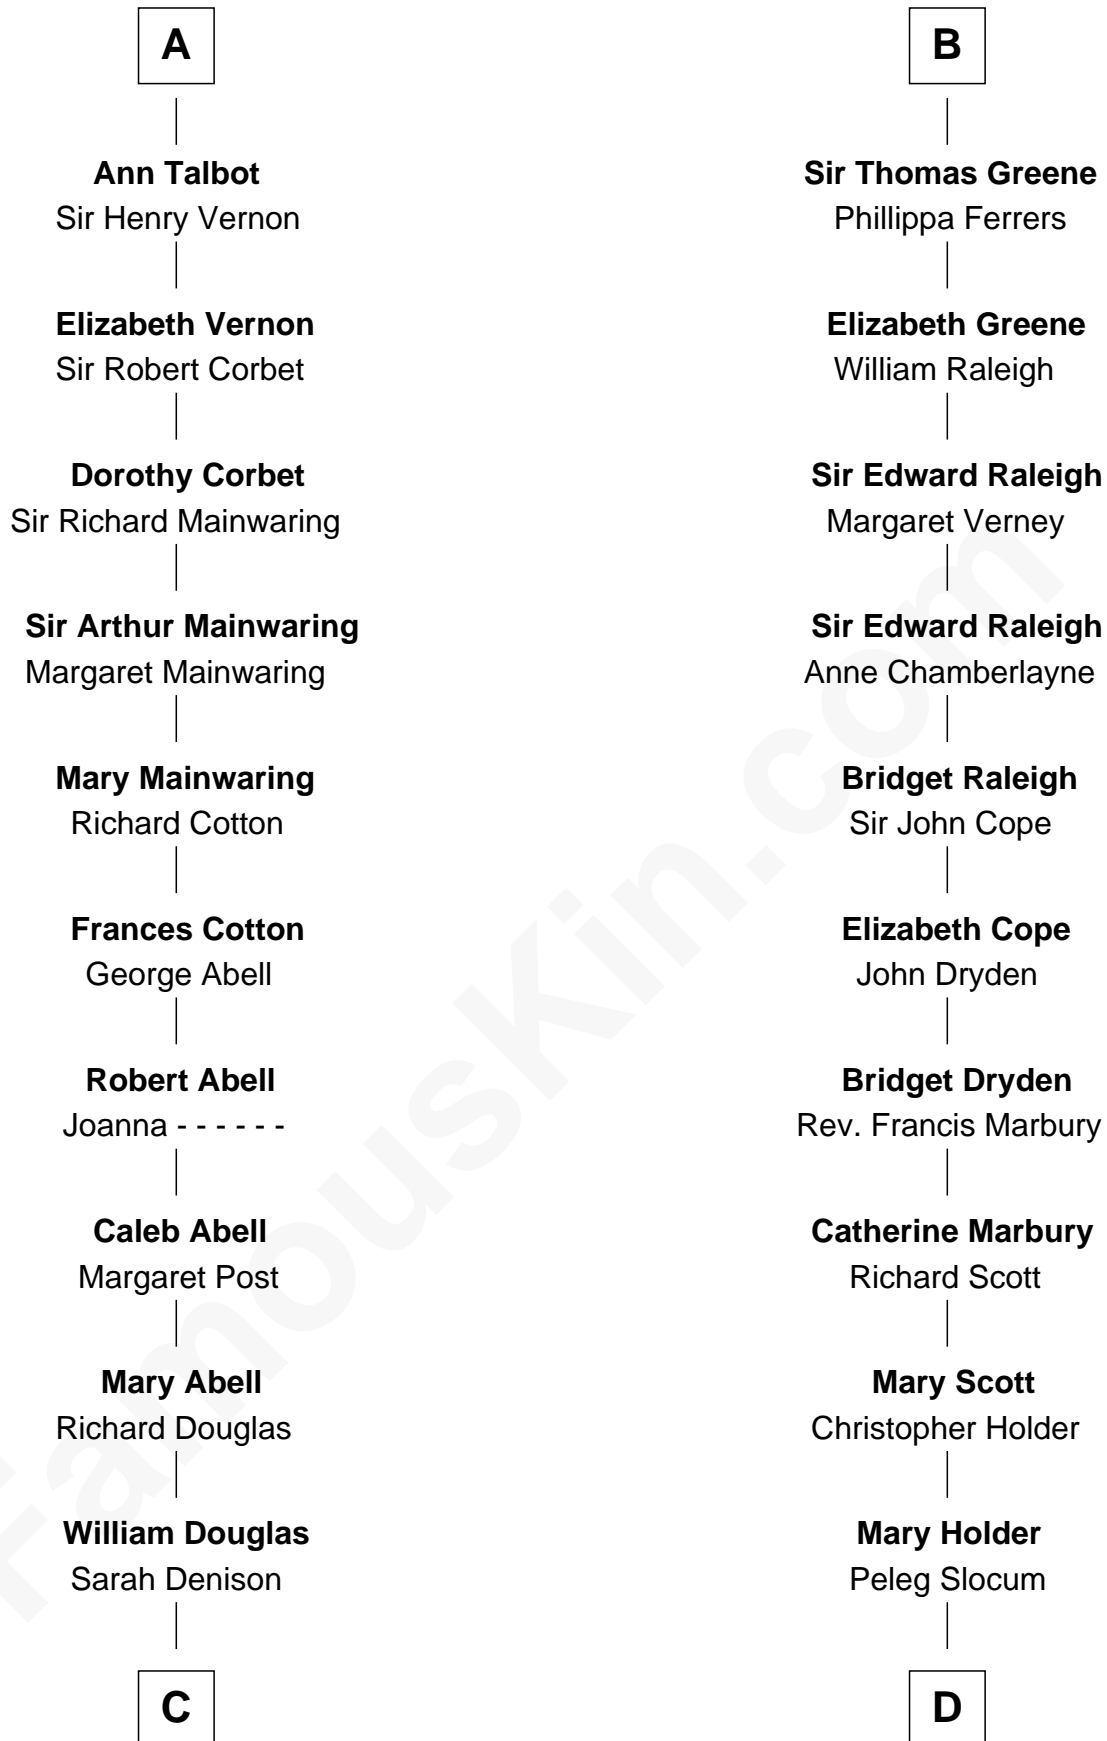 A
Ann Talbot
Sir Henry Vernon
Elizabeth Vernon
Sir Robert Corbet
Dorothy Corbet
Sir Richard Mainwaring
Sir Arthur Mainwaring
Margaret Mainwaring
Mary Mainwaring
Richard Cotton
Frances Cotton
George Abell
Robert Abell
Joanna - - - - - -
Caleb Abell
Margaret Post
Mary Abell
Richard Douglas
William Douglas
Sarah Denison
C
B
Sir Thomas Greene
Phillippa Ferrers
Elizabeth Greene
William Raleigh
Sir Edward Raleigh
Margaret Verney
Sir Edward Raleigh
Anne Chamberlayne
Bridget Raleigh
Sir John Cope
Elizabeth Cope
John Dryden
Bridget Dryden
Rev. Francis Marbury
Catherine Marbury
Richard Scott
Mary Scott
Christopher Holder
Mary Holder
Peleg Slocum
D
FamousKin.com